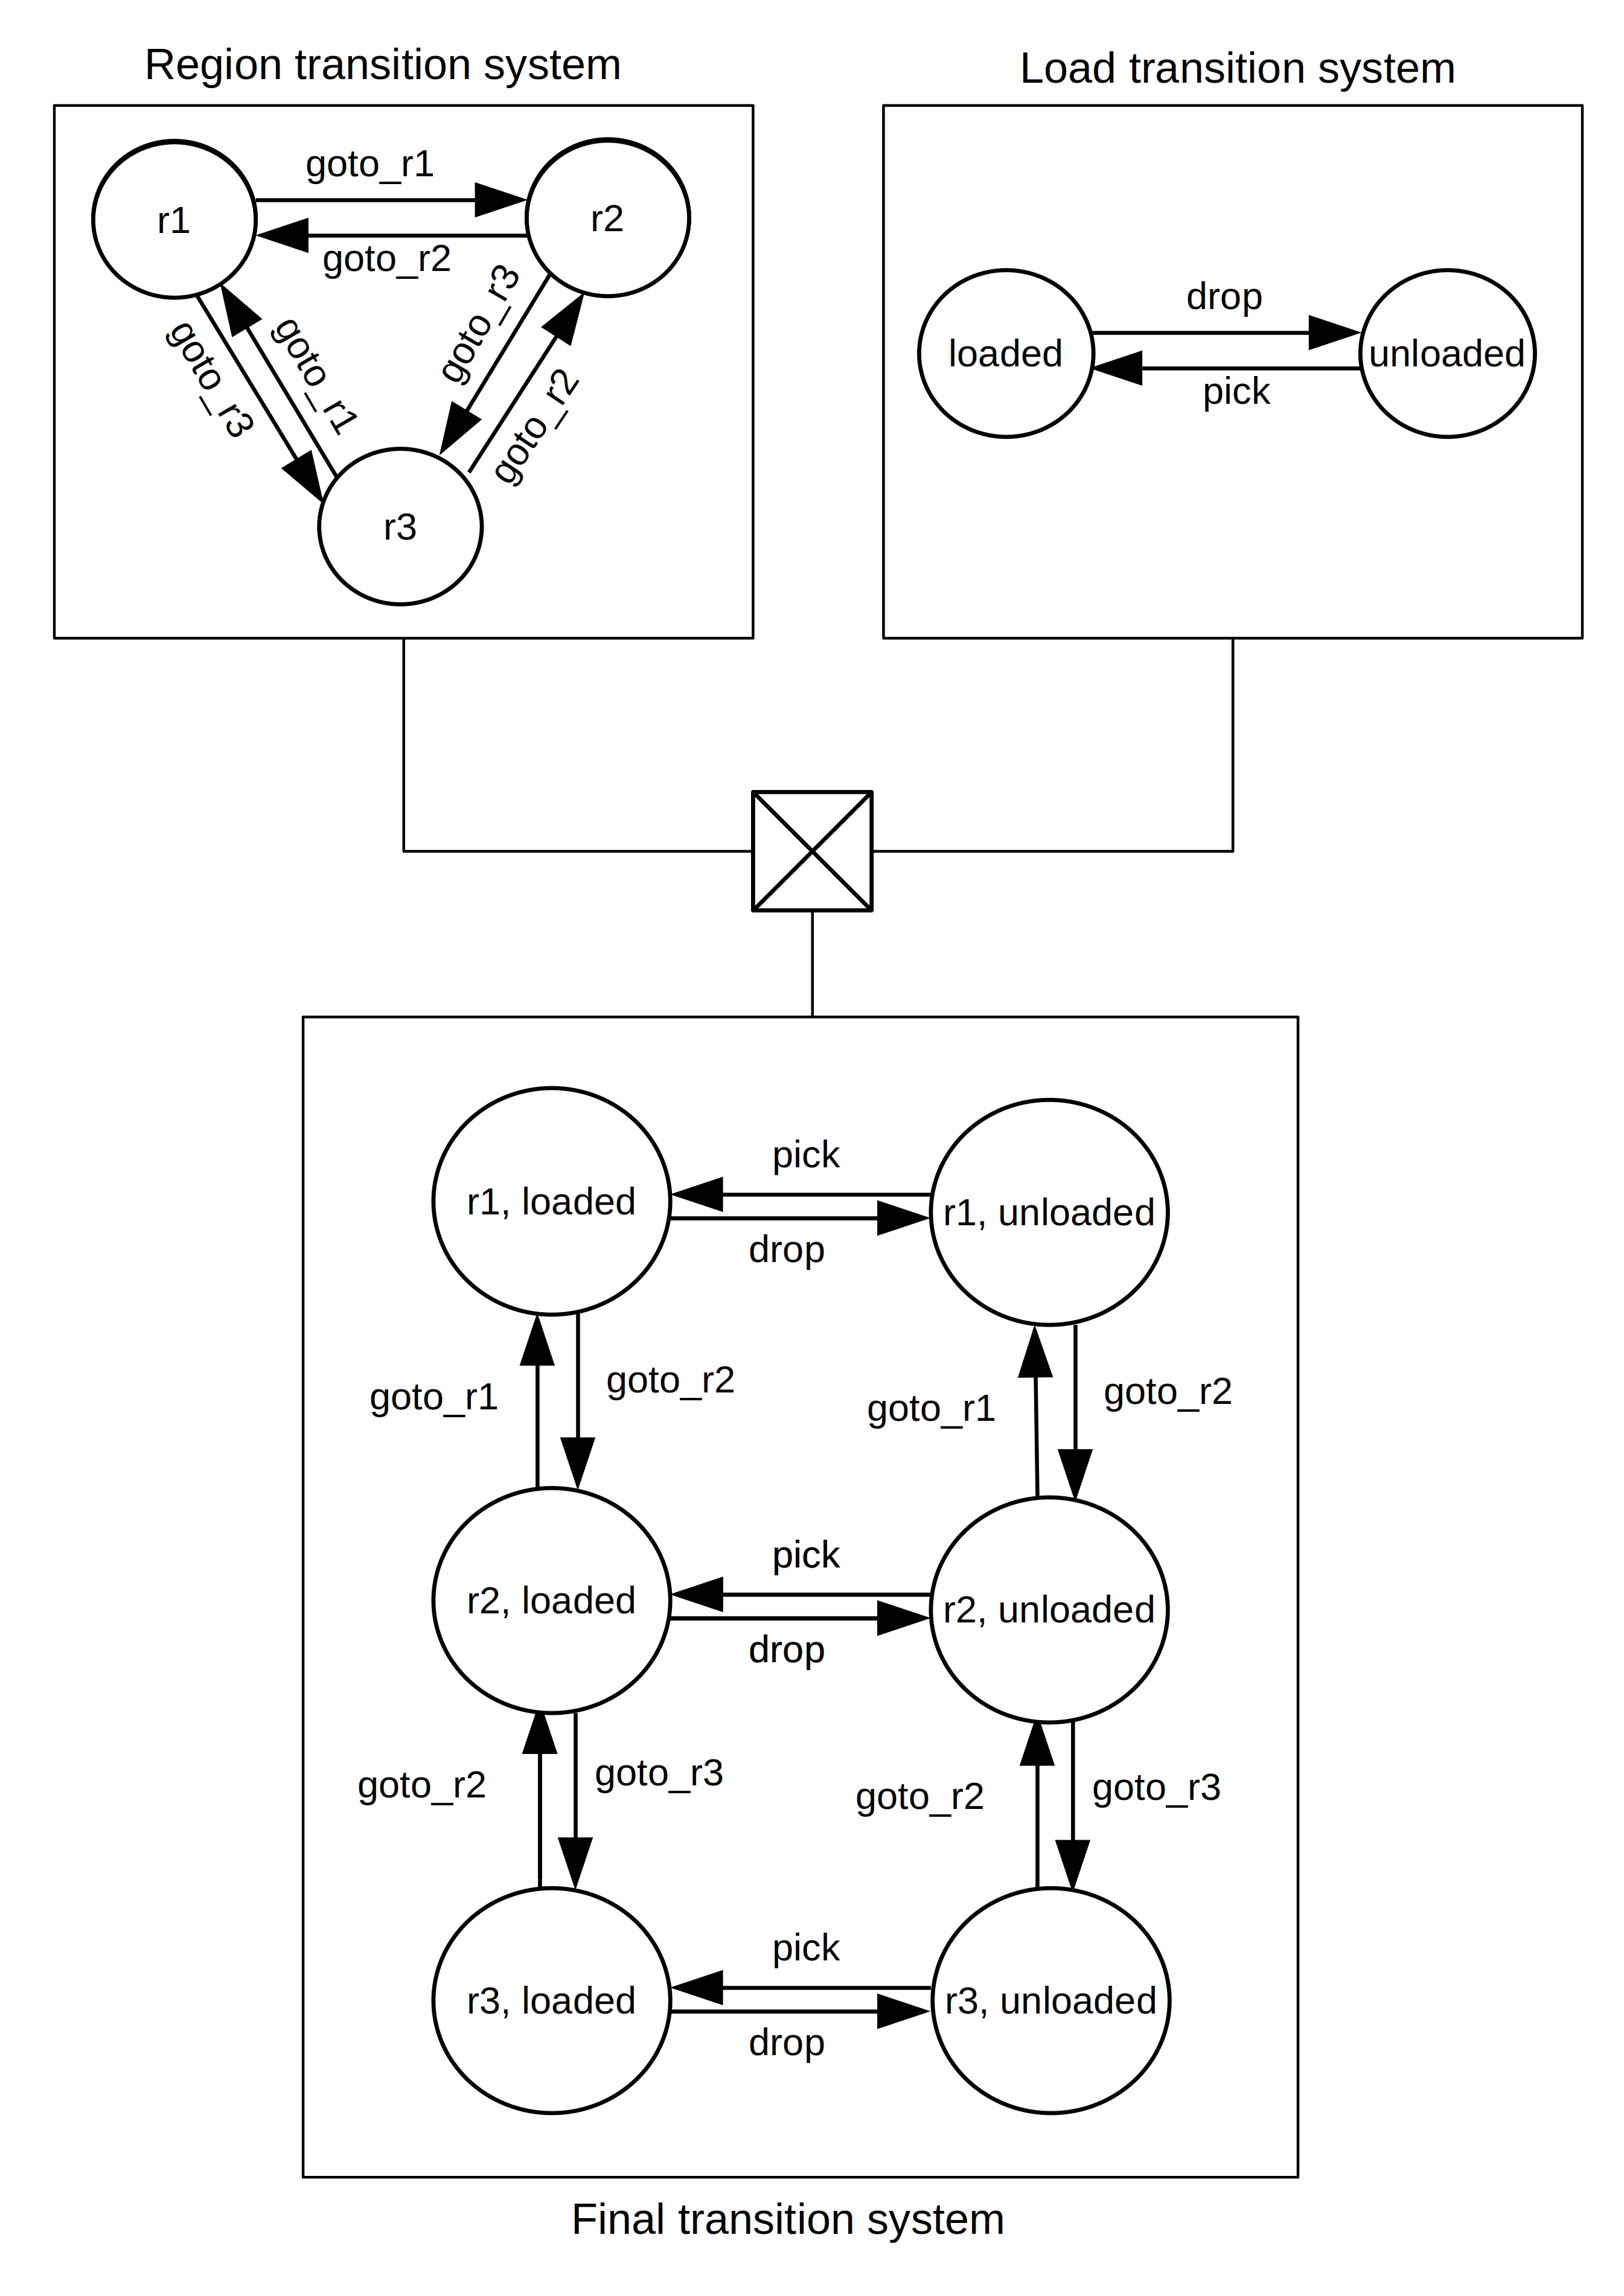 Region transition system
Load transition system
goto_r1
r1
r2
goto_r2
goto_r3
goto_r1
goto_r3
goto_r2
r3
drop
loaded
unloaded
pick
pick
r1, loaded
r1, unloaded
drop
goto_r1
goto_r2
goto_r1
goto_r2
pick
r2, loaded
r2, unloaded
drop
goto_r2
goto_r3
goto_r2
goto_r3
pick
r3, loaded
r3, unloaded
drop
Final transition system